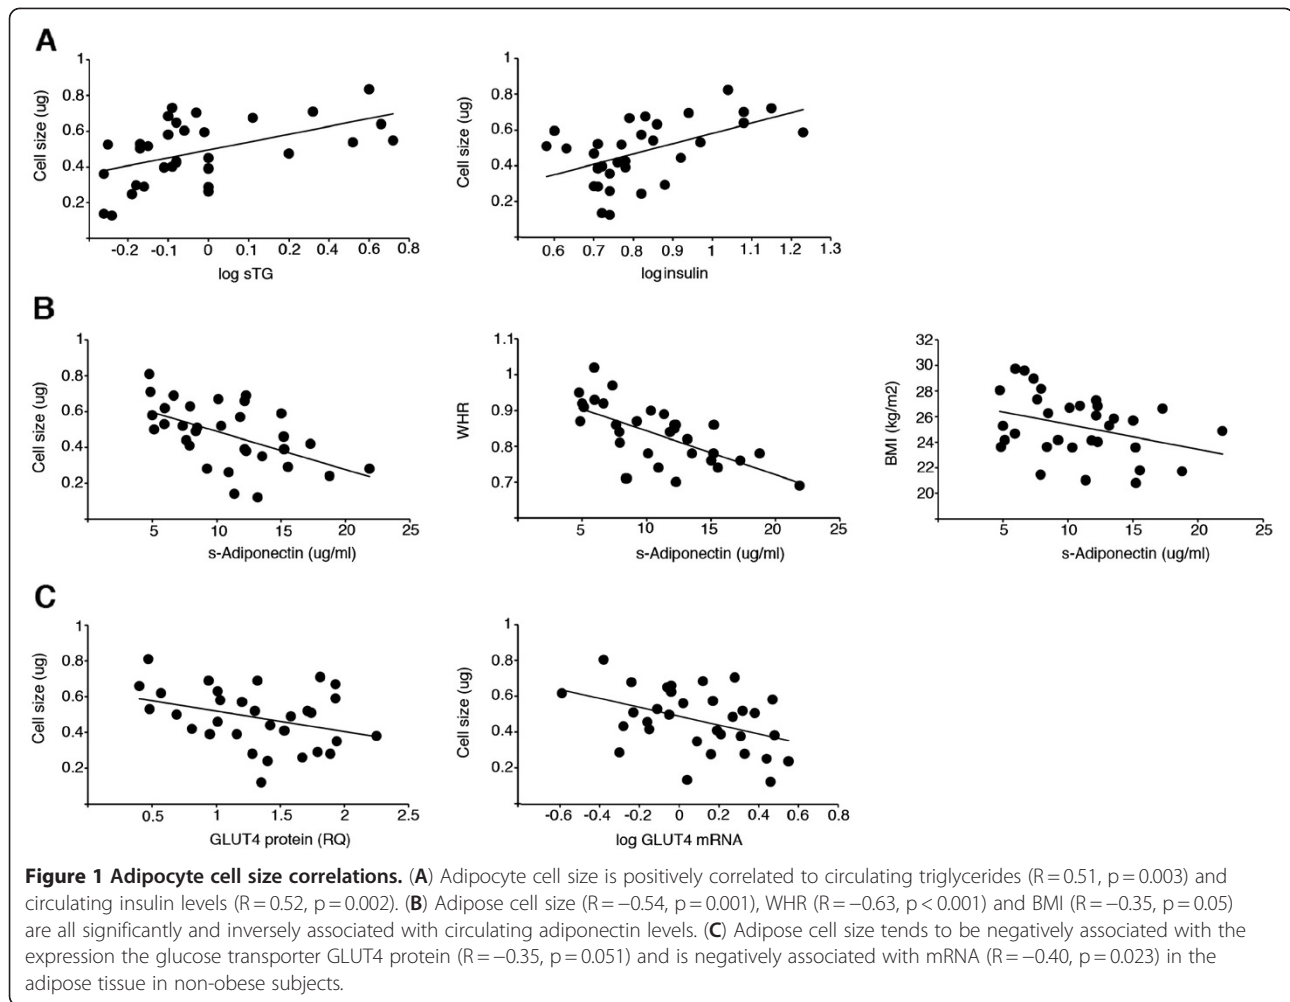 A
1
0.8
0.6
0.4
0.2
Cell size (ug)
-0.2 -0.1 0 0.1 0.2 0.4 0.6 0.8
log sTG
1
0.8
0.6
0.4
0.2
Cell size (ug)
0.6 0.7 0.8 0.9 1 1.1 1.2 1.3
log insulin
B
1
0.8
0.6
0.4
0.2
Cell size (ug)
5 10 15 20 25
s-Adiponectin (ug/ml)
1.1
1
0.9
0.8
0.7
WHR
5 10 15 20 25
s-Adiponectin (ug/ml)
32
30
28
26
24
22
20
BMI (kg/m2)
5 10 15 20 25
s-Adiponectin (ug/ml)
C
1
0.8
0.6
0.4
0.2
Cell size (ug)
0.5 1 1.5 2 2.5
GLUT4 protein (RQ)
1
0.8
0.6
0.4
0.2
Cell size (ug)
-0.6 -0.4 -0.2 0 0.2 0.4 0.6 0.8
log GLUT4 mRNA
Figure 1 Adipocyte cell size correlations. (A) Adipocyte cell size is positively correlated to circulating triglycerides (R = 0.51, p = 0.003) and
circulating insulin levels (R = 0.52, p = 0.002). (B) Adipose cell size (R = −0.54, p = 0.001), WHR (R = −0.63, p < 0.001) and BMI (R = −0.35, p = 0.05)
are all significantly and inversely associated with circulating adiponectin levels. (C) Adipose cell size tends to be negatively associated with the
expression the glucose transporter GLUT4 protein (R = −0.35, p = 0.051) and is negatively associated with mRNA (R = −0.40, p = 0.023) in the
adipose tissue in non-obese subjects.